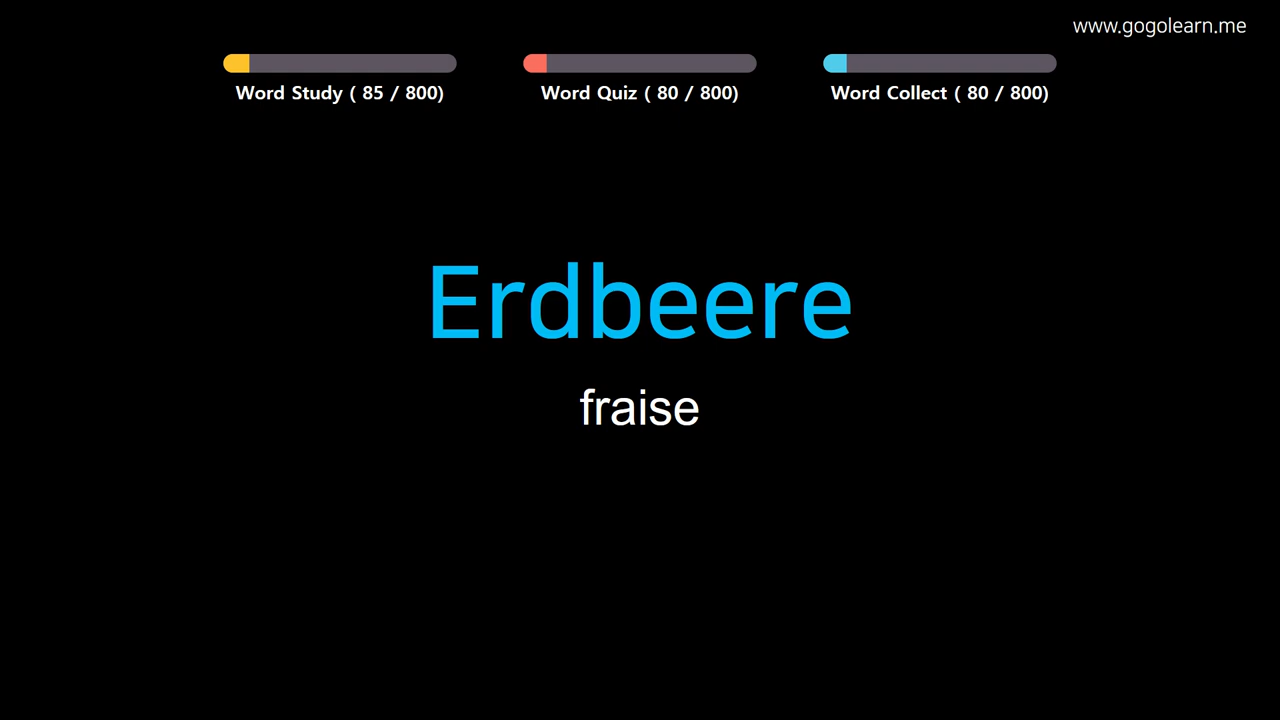 www.gogolearn.me
Word Study ( 85 / 800)
Word Quiz ( 80 / 800)
Word Collect ( 80 / 800)
Erdbeere
fraise